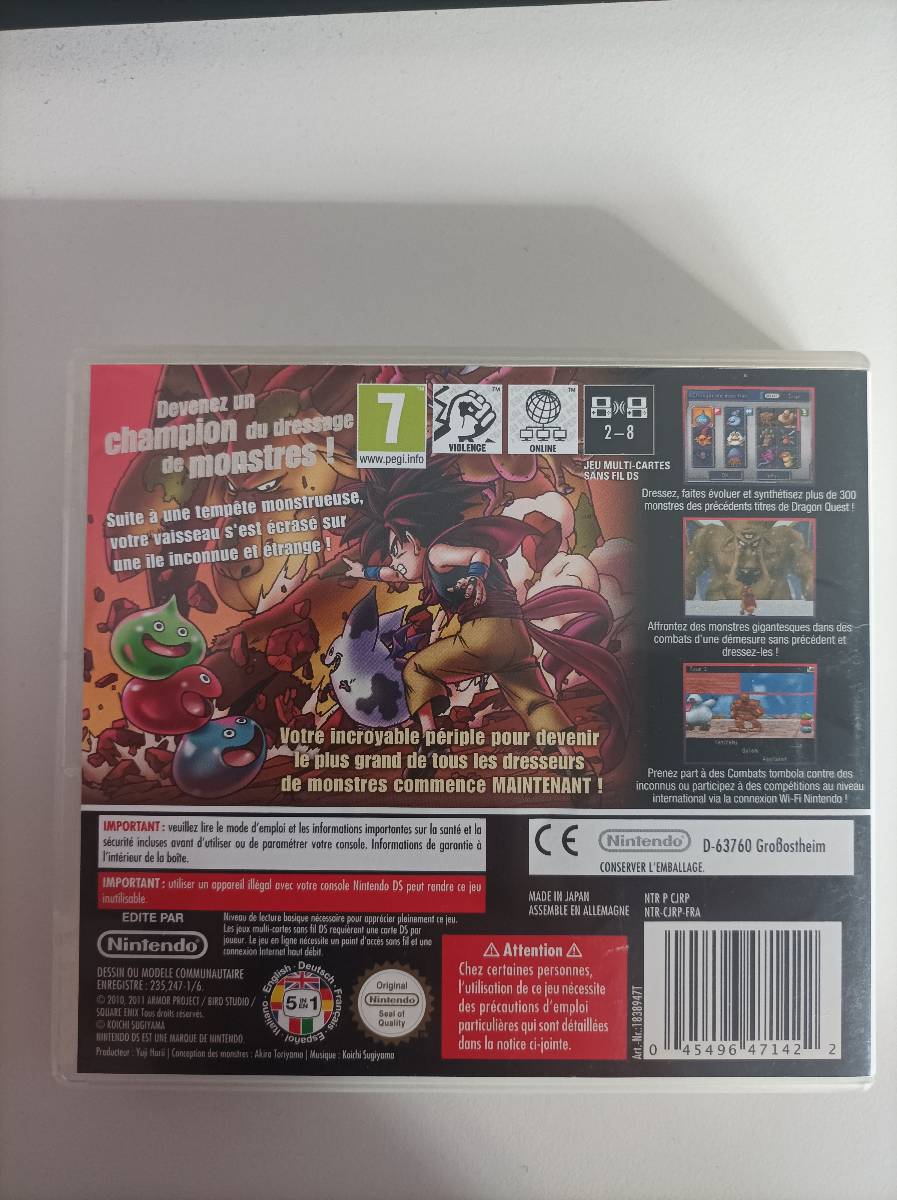 Devenez un
champion du dressage
de monstres !
Suite à une tempête monstrueuse,
votre vaisseau s'est écrasé sur
une île inconnue et étrange !
7
www.pegi.info
VIOLENCE
TM
ONLINE
TM
2-8
JEU MULTI-CARTES
SANS FIL DS
Dressez, faites évoluer et synthétisez plus de 300
monstres des précédents titres de Dragon Quest !
Affrontez des monstres gigantesques dans des
combats d'une démesure sans précédent et
dressez-les !
Prenez part à des Combats tombola contre des
inconnus ou participez à des compétitions au niveau
international via la connexion Wi-Fi Nintendo !
Votre incroyable périple pour devenir
le plus grand de tous les dresseurs
de monstres commence MAINTENANT !
IMPORTANT : veuillez lire le mode d'emploi et les informations importantes sur la santé et la
sécurité incluses avant d'utiliser ou de paramétrer votre console. Informations de garantie à
l'intérieur de la boîte.
IMPORTANT : utiliser un appareil illégal avec votre console Nintendo DS peut rendre ce jeu
inutilisable.
CE
Nintendo
D-63760 Großostheim
CONSERVER L'EMBALLAGE.
MADE IN JAPAN
ASSEMBLE EN ALLEMAGNE
NTR P CJRP
NTR-CJRP-FRA
EDITE PAR
Nintendo
Niveau de lecture basique nécessaire pour apprécier pleinement ce jeu.
Les jeux multi-cartes sans fil DS requièrent une carte DS par
joueur. Le jeu en ligne nécessite un point d'accès sans fil et une
connexion Internet haut débit.
DESSIN OU MODELE COMMUNAUTAIRE
ENREGISTRE : 235,247-1/6.
© 2010, 2011 ARMOR PROJECT / BIRD STUDIO /
SQUARE ENIX Tous droits réservés.
© KOICHI SUGIYAMA
NINTENDO DS EST UNE MARQUE DE NINTENDO.
Producteur : Yuji Horii | Conception des monstres : Akira Toriyama | Musique : Koichi Sugiyama
English · Deutsch · Français · Español · Italiano
5 IN EN 1
Original
Nintendo
Seal of
Quality
Attention
Chez certaines personnes,
l'utilisation de ce jeu nécessite
des précautions d'emploi
particulières qui sont détaillées
dans la notice ci-jointe.
Art.-Nr.:1838947T
0 45496 47142 2